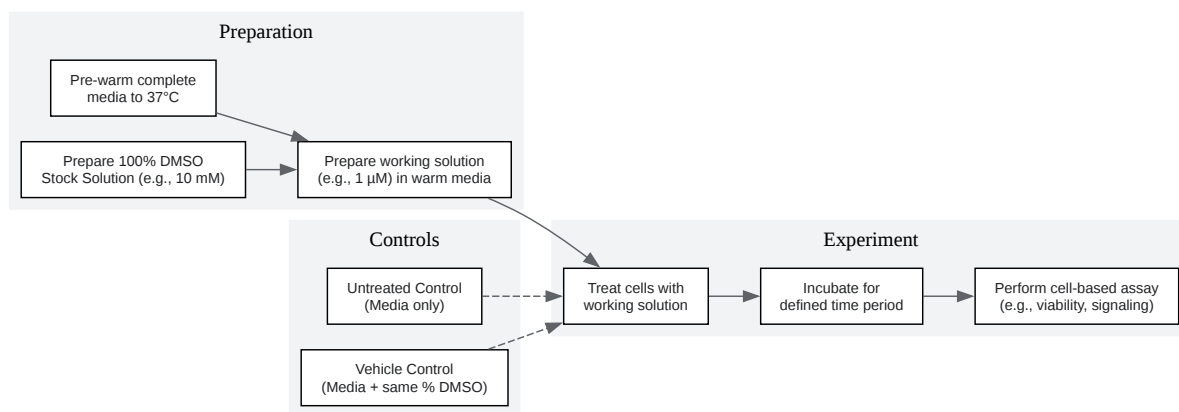 Preparation
Pre-warm complete
media to 37°C
Prepare 100% DMSO
Stock Solution (e.g., 10 mM)
Prepare working solution
(e.g., 1 µM) in warm media
Controls
Untreated Control
(Media only)
Vehicle Control
(Media + same % DMSO)
Experiment
Treat cells with
working solution
Incubate for
defined time period
Perform cell-based assay
(e.g., viability, signaling)